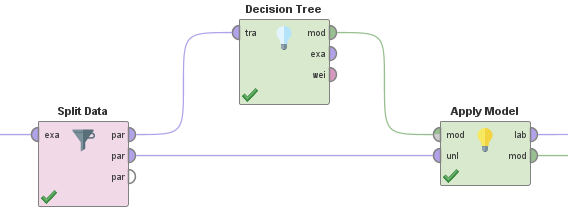 Decision Tree
tra mod
exa
wei
Split Data
exa par
par
par
Apply Model
mod lab
unl mod